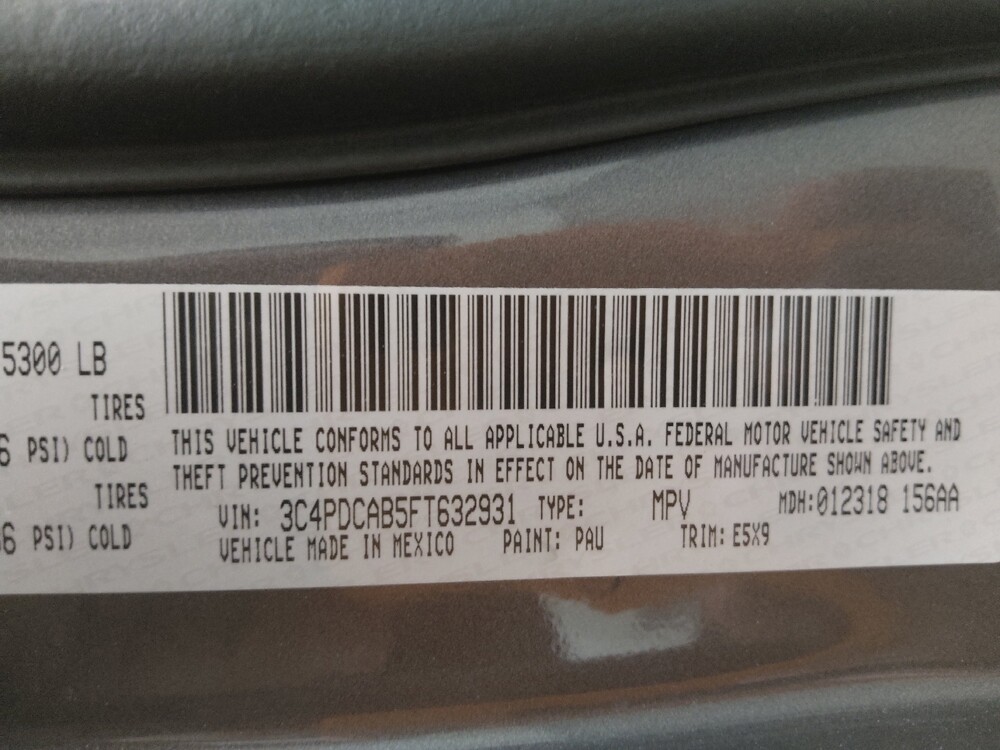 5300 LB
TIRES
6 PSI) COLD
TIRES
36 PSI) COLD
THIS VEHICLE CONFORMS TO ALL APPLICABLE U.S.A. FEDERAL MOTOR VEHICLE SAFETY AND
THEFT PREVENTION STANDARDS IN EFFECT ON THE DATE OF MANUFACTURE SHOWN ABOVE.
VIN: 3C4PDCAB5FT632931 TYPE: MPV MDH:012318 156AA
VEHICLE MADE IN MEXICO PAINT: PAU TRIM: E5X9